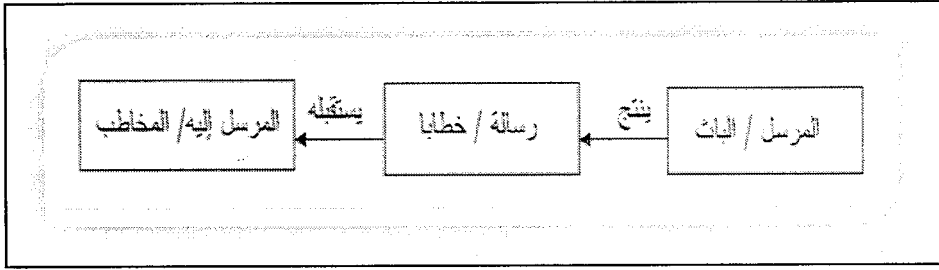 المرسل / الباث
ينتج
رسالة / خطابا
يستقبله
المرسل إليه/ المخاطب